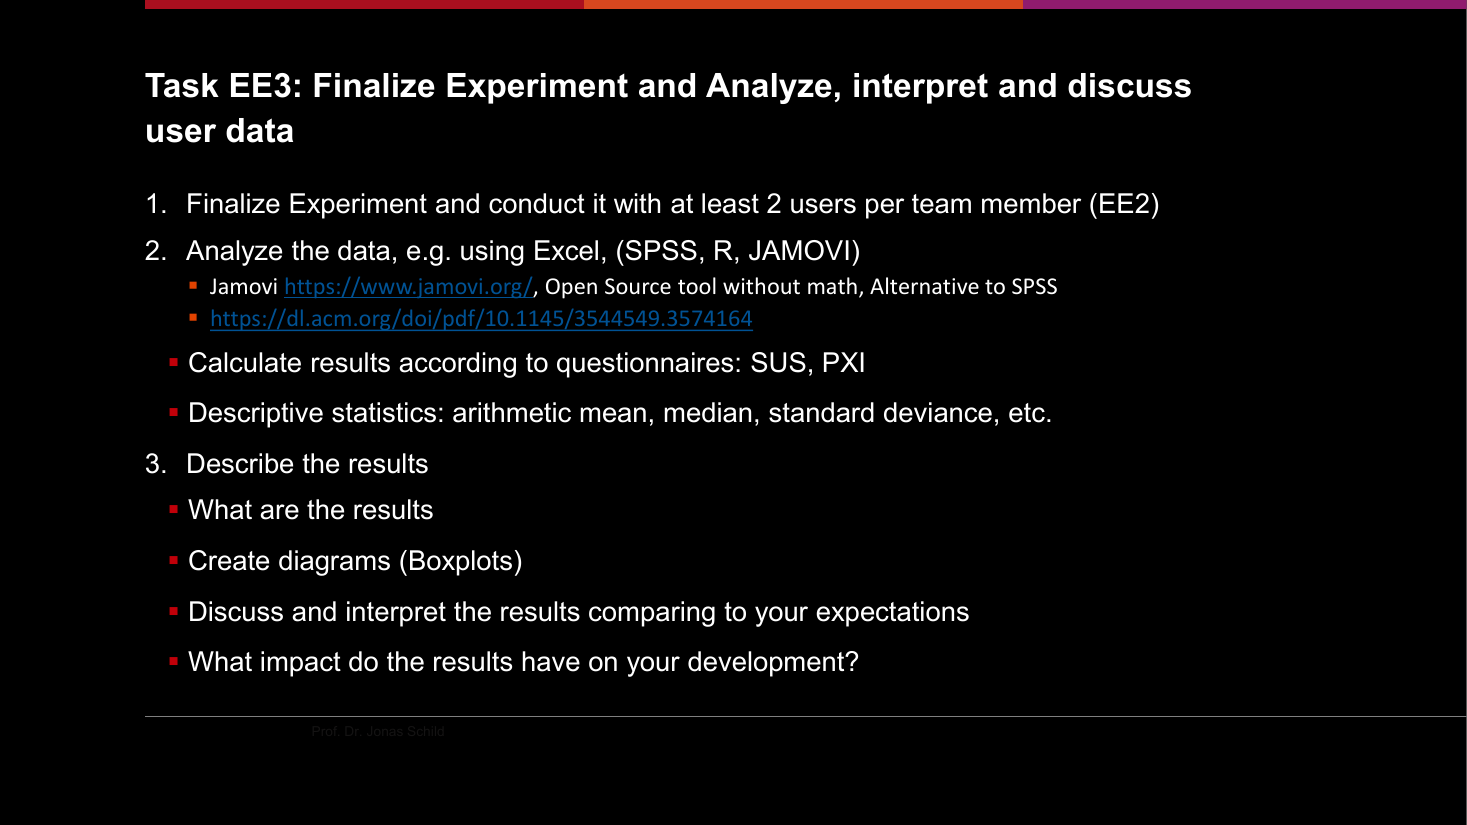 Task EE3: Finalize Experiment and Analyze, interpret and discuss
user data
1. Finalize Experiment and conduct it with at least 2 users per team member (EE2)
2. Analyze the data, e.g. using Excel, (SPSS, R, JAMOVI)
▪ Jamovi https://www.jamovi.org/, Open Source tool without math, Alternative to SPSS
▪ https://dl.acm.org/doi/pdf/10.1145/3544549.3574164
▪ Calculate results according to questionnaires: SUS, PXI
▪ Descriptive statistics: arithmetic mean, median, standard deviance, etc.
3. Describe the results
▪ What are the results
▪ Create diagrams (Boxplots)
▪ Discuss and interpret the results comparing to your expectations
▪ What impact do the results have on your development?
Prof. Dr. Jonas Schild